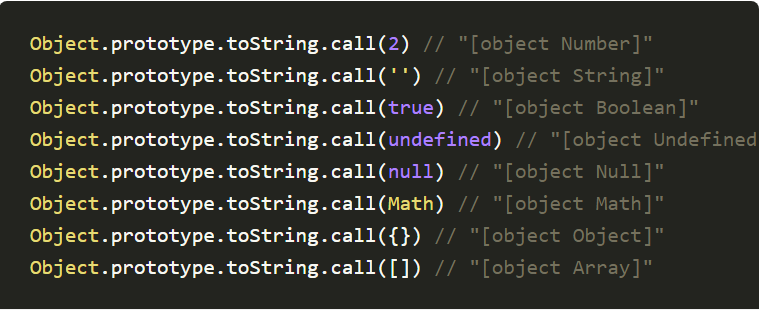 Object.prototype.toString.call(2) // "[object Number]"
Object.prototype.toString.call('') // "[object String]"
Object.prototype.toString.call(true) // "[object Boolean]"
Object.prototype.toString.call(undefined) // "[object Undefined
Object.prototype.toString.call(null) // "[object Null]"
Object.prototype.toString.call(Math) // "[object Math]"
Object.prototype.toString.call({}) // "[object Object]"
Object.prototype.toString.call([]) // "[object Array]"